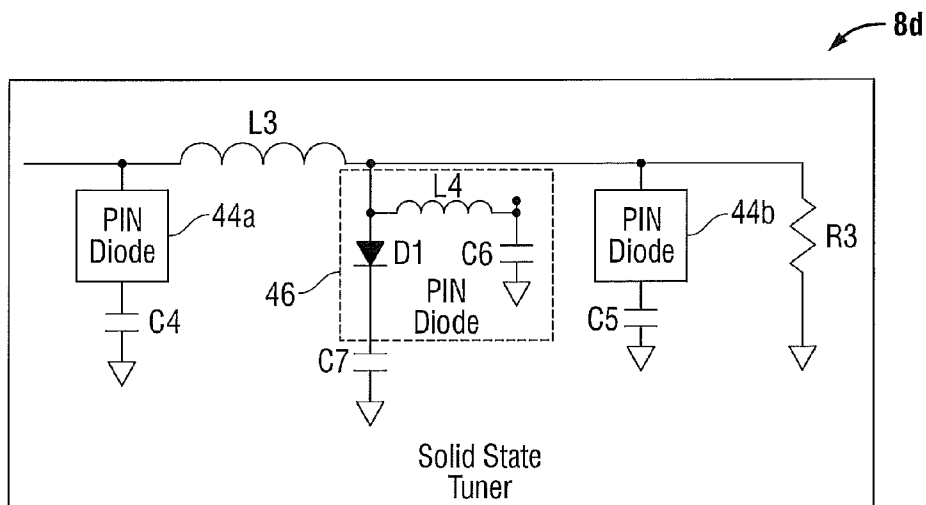 8d
L3
L4
PIN
Diode
44a
D1
C6
PIN
Diode
44b
R3
46
PIN
Diode
C4
C7
C5
Solid State
Tuner